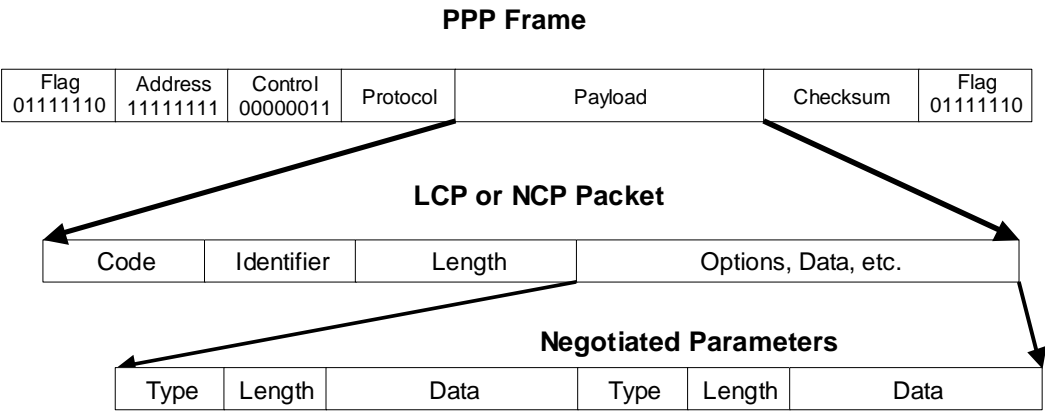 PPP Frame
Flag Address Control Protocol Payload Checksum Flag
01111110 11111111 00000011 01111110
LCP or NCP Packet
Code Identifier Length Options, Data, etc.
Negotiated Parameters
Type Length Data Type Length Data